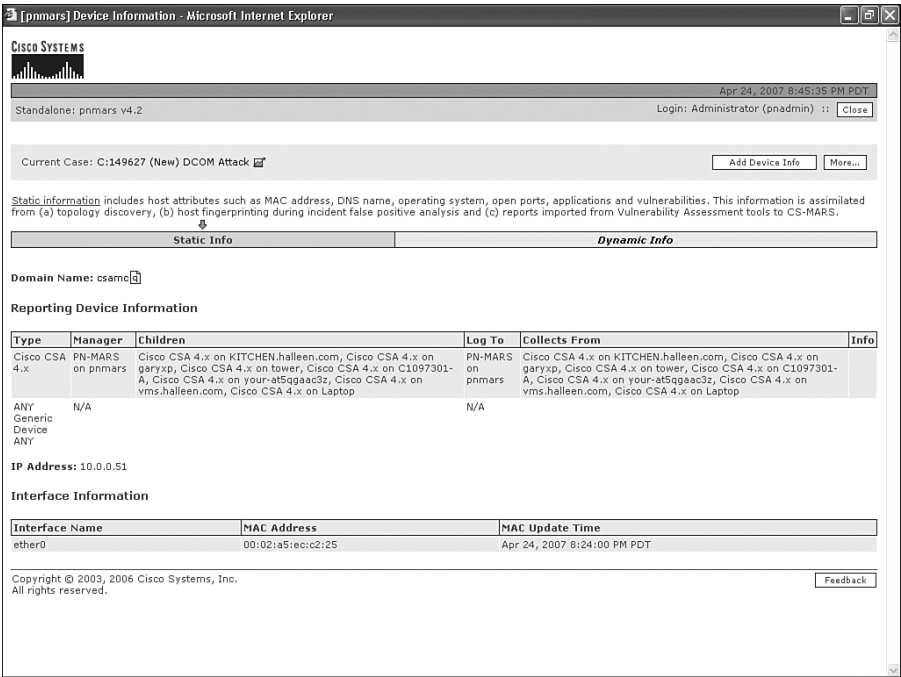 [pnmars] Device Information - Microsoft Internet Explorer
CISCO SYSTEMS
Apr 24, 2007 8:45:35 PM PDT
Standalone: pnmars v4.2
Login: Administrator (pnadmin) :: Close
Current Case: C:149627 (New) DCOM Attack
Add Device Info
More...
Static information includes host attributes such as MAC address, DNS name, operating system, open ports, applications and vulnerabilities. This information is assimilated
from (a) topology discovery, (b) host fingerprinting during incident false positive analysis and (c) reports imported from Vulnerability Assessment tools to CS-MARS.
Static Info
Dynamic Info
Domain Name: csamc q
Reporting Device Information
Type Manager Children Log To Collects From Info
Cisco CSA PN-MARS Cisco CSA 4.x on KITCHEN.halleen.com, Cisco CSA 4.x on PN-MARS Cisco CSA 4.x on KITCHEN.halleen.com, Cisco CSA 4.x on
4.x on pnmars garyxp, Cisco CSA 4.x on tower, Cisco CSA 4.x on C1097301- on garyxp, Cisco CSA 4.x on tower, Cisco CSA 4.x on C1097301-
A, Cisco CSA 4.x on your-at5qgaac3z, Cisco CSA 4.x on pnmars A, Cisco CSA 4.x on your-at5qgaac3z, Cisco CSA 4.x on
vms.halleen.com, Cisco CSA 4.x on Laptop vms.halleen.com, Cisco CSA 4.x on Laptop
ANY N/A N/A
Generic
Device
ANY
IP Address: 10.0.0.51
Interface Information
Interface Name MAC Address MAC Update Time
ether0 00:02:a5:ec:c2:25 Apr 24, 2007 8:24:00 PM PDT
Copyright © 2003, 2006 Cisco Systems, Inc.
All rights reserved.
Feedback